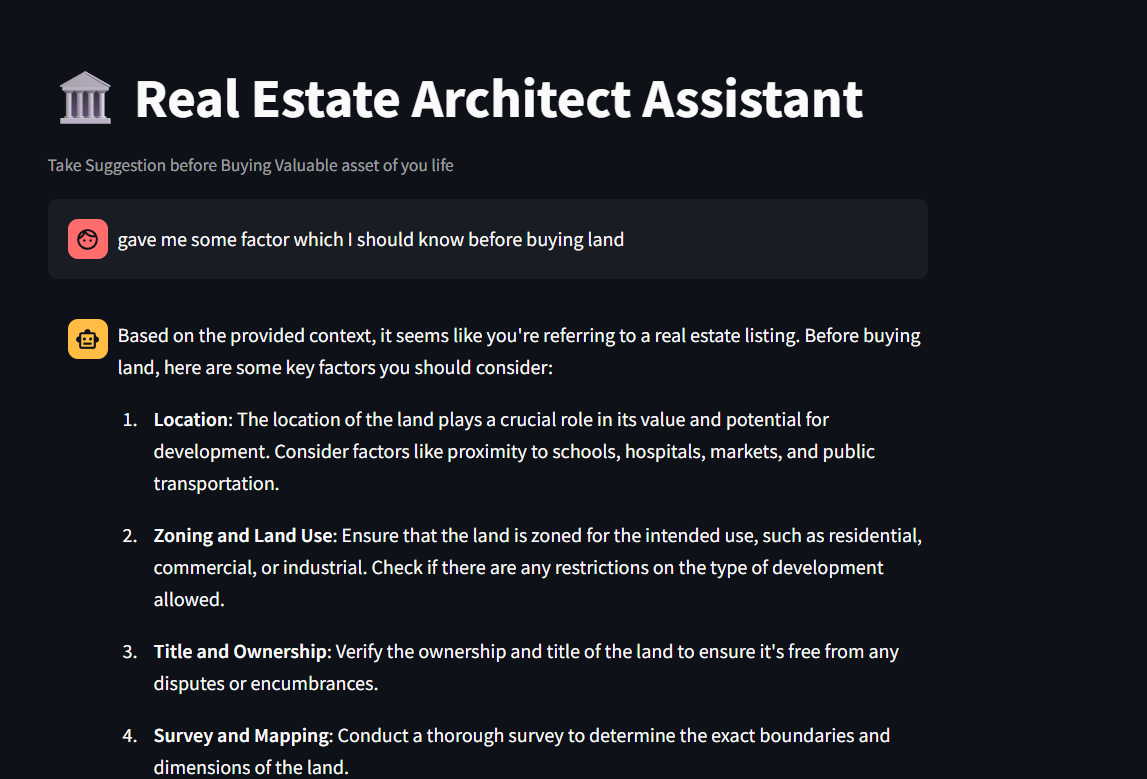 Real Estate Architect Assistant
Take Suggestion before Buying Valuable asset of you life
gave me some factor which I should know before buying land
Based on the provided context, it seems like you're referring to a real estate listing. Before buying
land, here are some key factors you should consider:
1. Location: The location of the land plays a crucial role in its value and potential for
development. Consider factors like proximity to schools, hospitals, markets, and public
transportation.
2. Zoning and Land Use: Ensure that the land is zoned for the intended use, such as residential,
commercial, or industrial. Check if there are any restrictions on the type of development
allowed.
3. Title and Ownership: Verify the ownership and title of the land to ensure it's free from any
disputes or encumbrances.
4. Survey and Mapping: Conduct a thorough survey to determine the exact boundaries and
dimensions of the land.